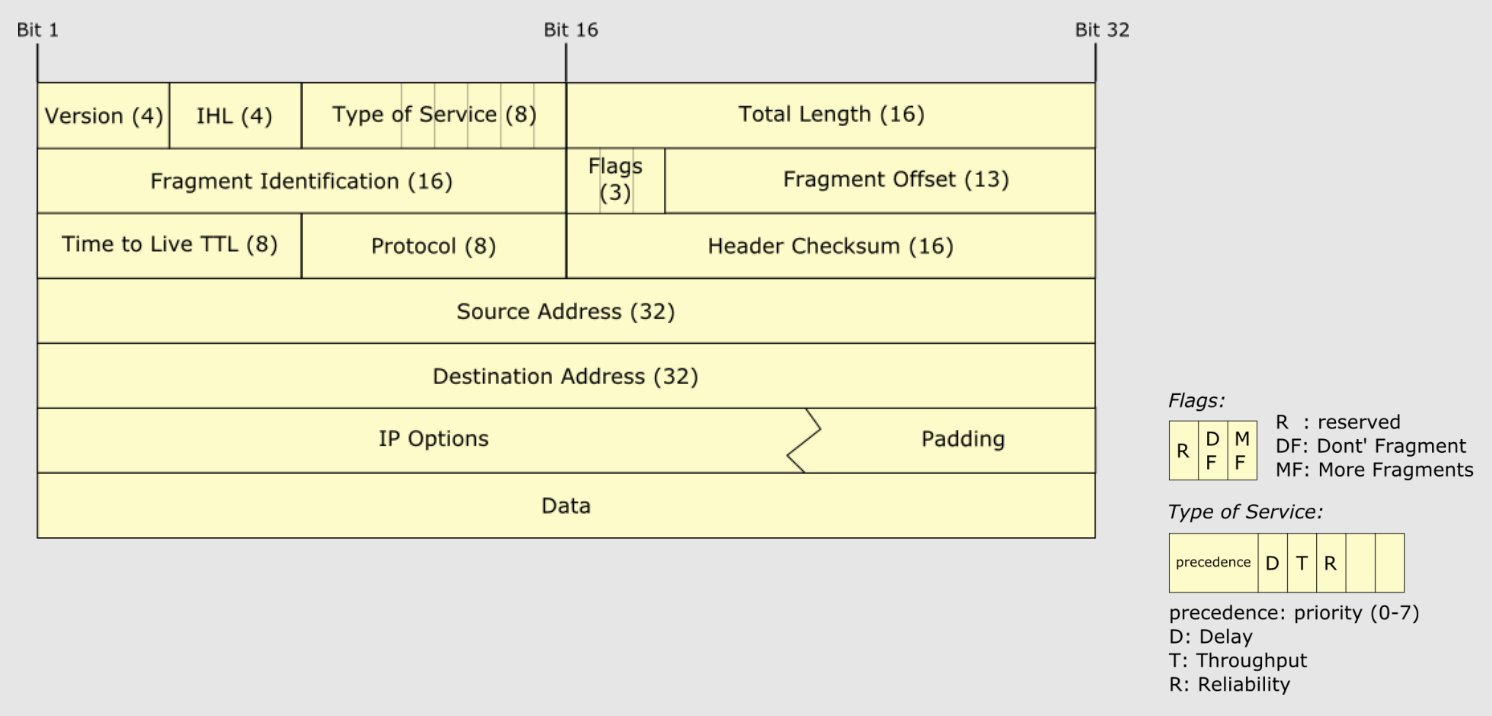 Bit 1 Bit 16 Bit 32
Version (4) IHL (4) Type of Service (8) Total Length (16)
Fragment Identification (16) Flags (3) Fragment Offset (13)
Time to Live TTL (8) Protocol (8) Header Checksum (16)
Source Address (32)
Destination Address (32)
IP Options Padding
Data
Flags:
R DF MF
R : reserved
DF: Dont' Fragment
MF: More Fragments
Type of Service:
precedence D T R
precedence: priority (0-7)
D: Delay
T: Throughput
R: Reliability